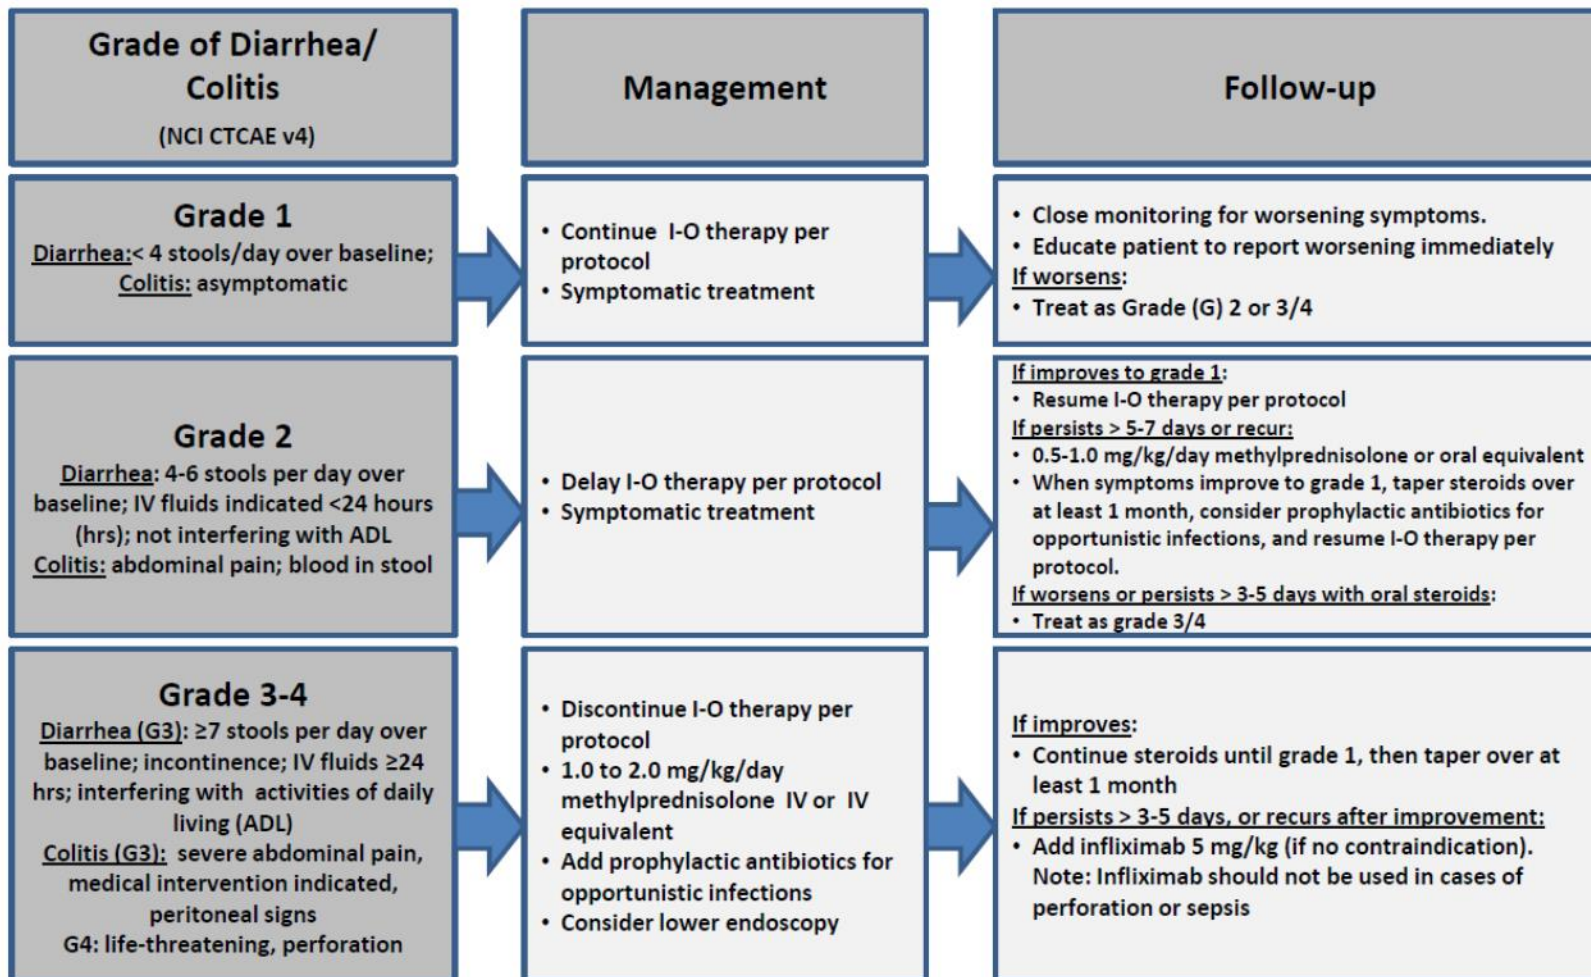 Grade of Diarrhea/
Colitis
(NCI CTCAE v4)
Management
Follow-up
Grade 1
Diarrhea:< 4 stools/day over baseline;
Colitis: asymptomatic
• Continue I-O therapy per
protocol
• Symptomatic treatment
• Close monitoring for worsening symptoms.
• Educate patient to report worsening immediately
If worsens:
• Treat as Grade (G) 2 or 3/4
Grade 2
Diarrhea: 4-6 stools per day over
baseline; IV fluids indicated <24 hours
(hrs); not interfering with ADL
Colitis: abdominal pain; blood in stool
• Delay I-O therapy per protocol
• Symptomatic treatment
If improves to grade 1:
• Resume I-O therapy per protocol
If persists > 5-7 days or recur:
• 0.5-1.0 mg/kg/day methylprednisolone or oral equivalent
• When symptoms improve to grade 1, taper steroids over
at least 1 month, consider prophylactic antibiotics for
opportunistic infections, and resume I-O therapy per
protocol.
If worsens or persists > 3-5 days with oral steroids:
• Treat as grade 3/4
Grade 3-4
Diarrhea (G3): ≥7 stools per day over
baseline; incontinence; IV fluids ≥24
hrs; interfering with activities of daily
living (ADL)
Colitis (G3): severe abdominal pain,
medical intervention indicated,
peritoneal signs
G4: life-threatening, perforation
• Discontinue I-O therapy per
protocol
• 1.0 to 2.0 mg/kg/day
methylprednisolone IV or IV
equivalent
• Add prophylactic antibiotics for
opportunistic infections
• Consider lower endoscopy
If improves:
• Continue steroids until grade 1, then taper over at
least 1 month
If persists > 3-5 days, or recurs after improvement:
• Add infliximab 5 mg/kg (if no contraindication).
Note: Infliximab should not be used in cases of
perforation or sepsis